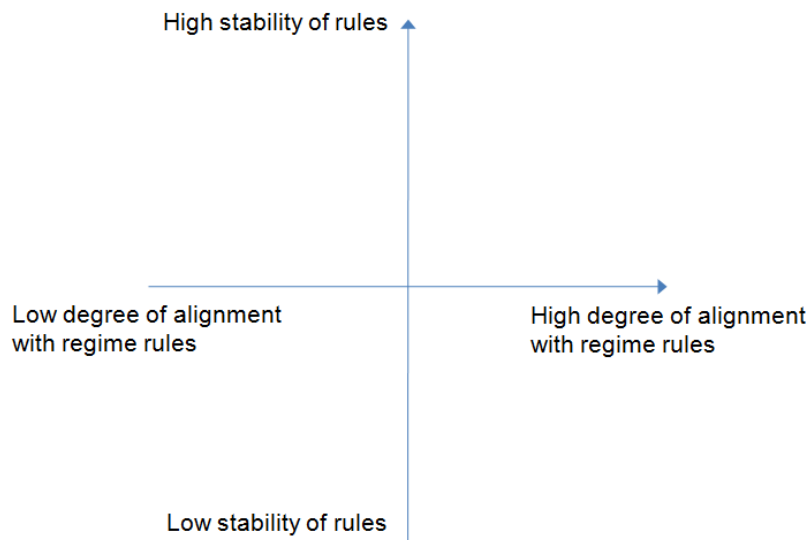 High stability of rules
Low degree of alignment
with regime rules
High degree of alignment
with regime rules
Low stability of rules